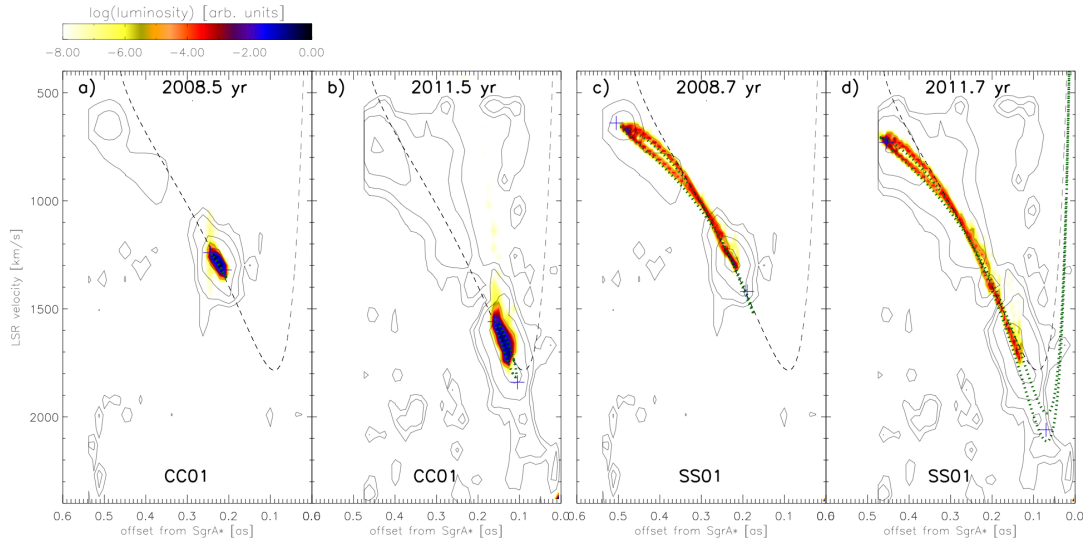 log(luminosity) [arb. units]
-8.00 -6.00 -4.00 -2.00 0.00
a) 2008.5 yr b) 2011.5 yr c) 2008.7 yr d) 2011.7 yr
500
1000
1500
2000
LSR velocity [km/s]
CC01 CC01 SS01 SS01
0.6 0.5 0.4 0.3 0.2 0.1 0.6 0.5 0.4 0.3 0.2 0.1 0.0 0.6 0.5 0.4 0.3 0.2 0.1 0.6 0.5 0.4 0.3 0.2 0.1 0.0
offset from SgrA* [as] offset from SgrA* [as] offset from SgrA* [as] offset from SgrA* [as]